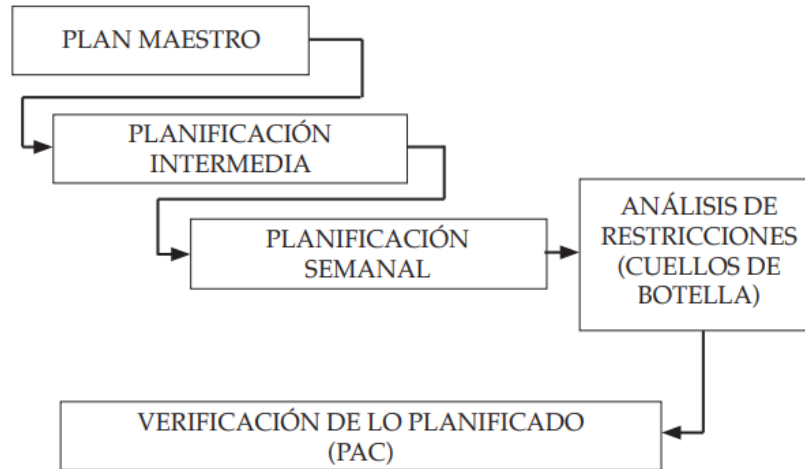 PLAN MAESTRO
PLANIFICACIÓN
INTERMEDIA
PLANIFICACIÓN
SEMANAL
ANÁLISIS DE
RESTRICCIONES
(CUELLOS DE
BOTELLA)
VERIFICACIÓN DE LO PLANIFICADO
(PAC)